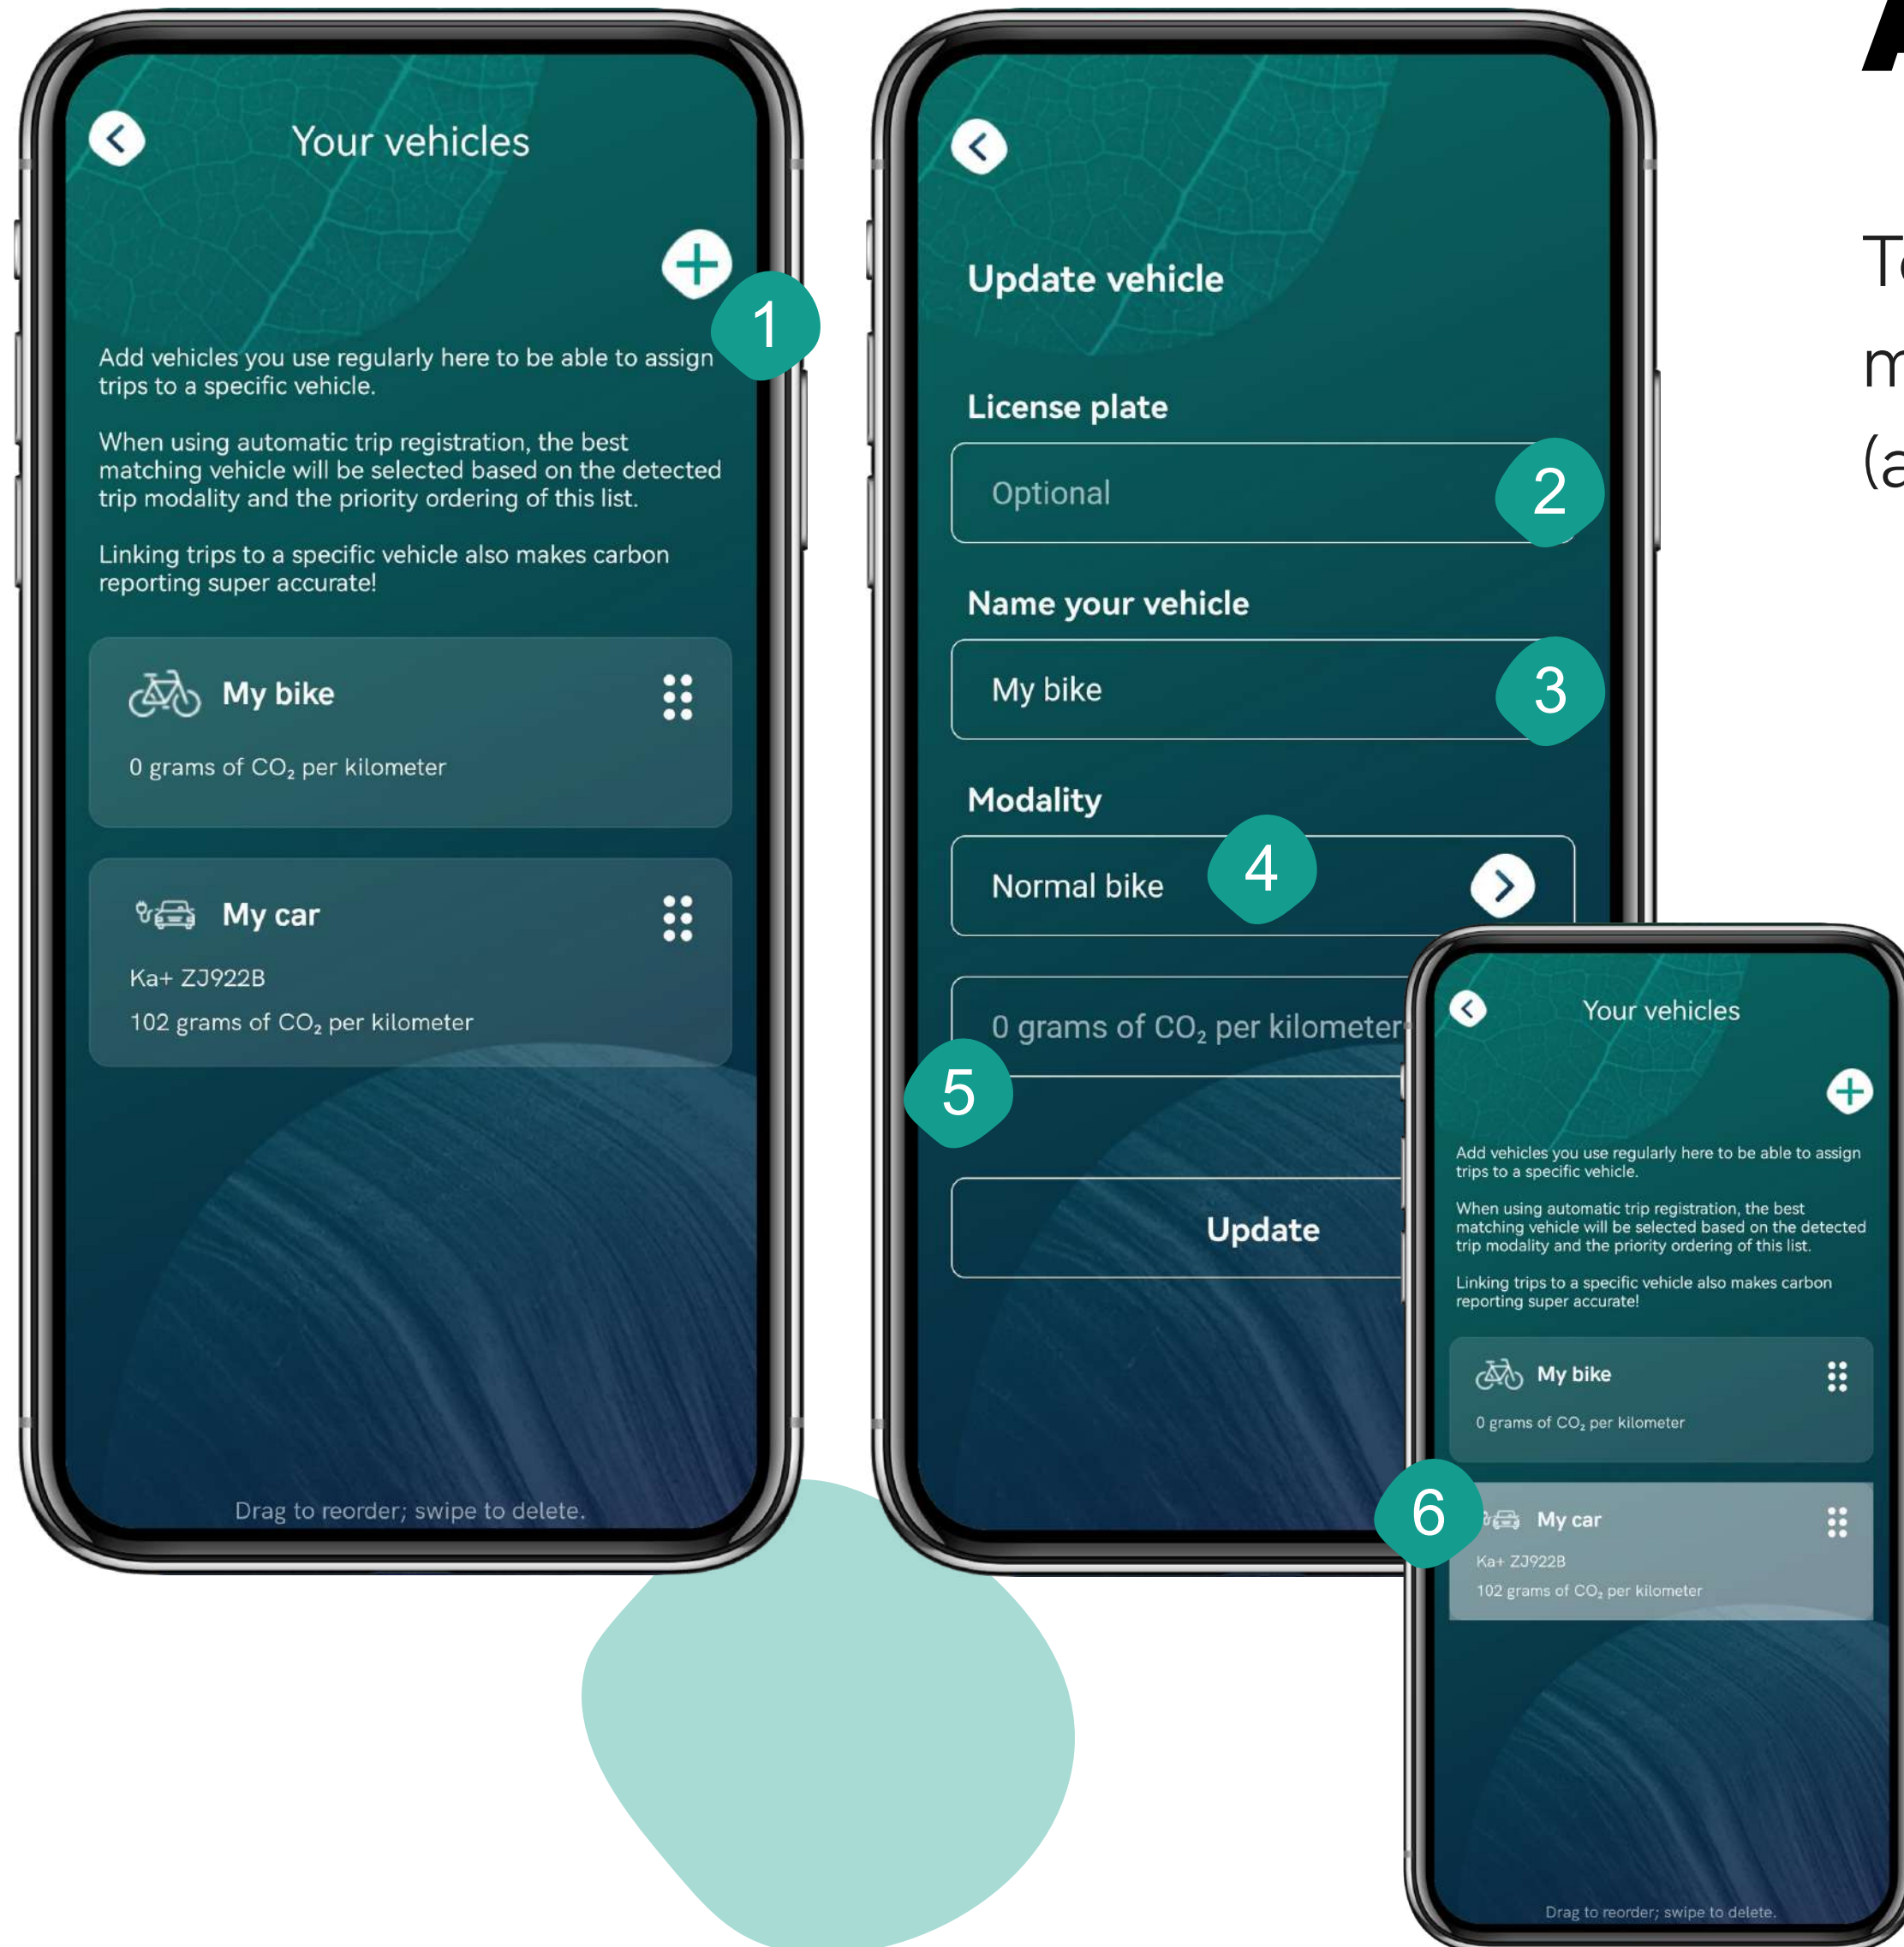 Your vehicles
1
Add vehicles you use regularly here to be able to assign
trips to a specific vehicle.
When using automatic trip registration, the best
matching vehicle will be selected based on the detected
trip modality and the priority ordering of this list.
Linking trips to a specific vehicle also makes carbon
reporting super accurate!
My bike
0 grams of CO₂ per kilometer
My car
Ka+ ZJ922B
102 grams of CO₂ per kilometer
Drag to reorder; swipe to delete.
Update vehicle
License plate
Optional
2
Name your vehicle
My bike
3
Modality
Normal bike
4
0 grams of CO₂ per kilometer
5
Update
Your vehicles
Add vehicles you use regularly here to be able to assign
trips to a specific vehicle.
When using automatic trip registration, the best
matching vehicle will be selected based on the detected
trip modality and the priority ordering of this list.
Linking trips to a specific vehicle also makes carbon
reporting super accurate!
My bike
0 grams of CO₂ per kilometer
6
My car
Ka+ ZJ922B
102 grams of CO₂ per kilometer
Drag to reorder; swipe to delete.